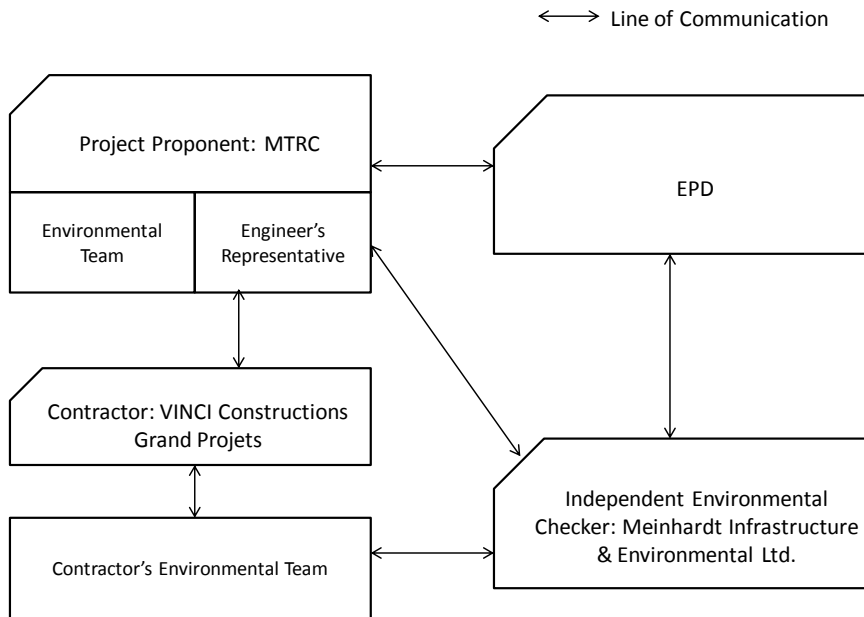 Line of Communication
Project Proponent: MTRC
EPD
Environmental
Team
Engineer’s
Representative
Contractor: VINCI Constructions
Grand Projets
Independent Environmental
Checker: Meinhardt Infrastructure
& Environmental Ltd.
Contractor’s Environmental Team